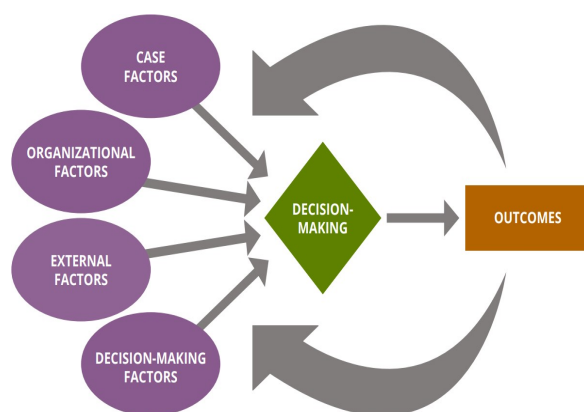 CASE
FACTORS
ORGANIZATIONAL
FACTORS
EXTERNAL
FACTORS
DECISION-MAKING
FACTORS
DECISION-
MAKING
OUTCOMES